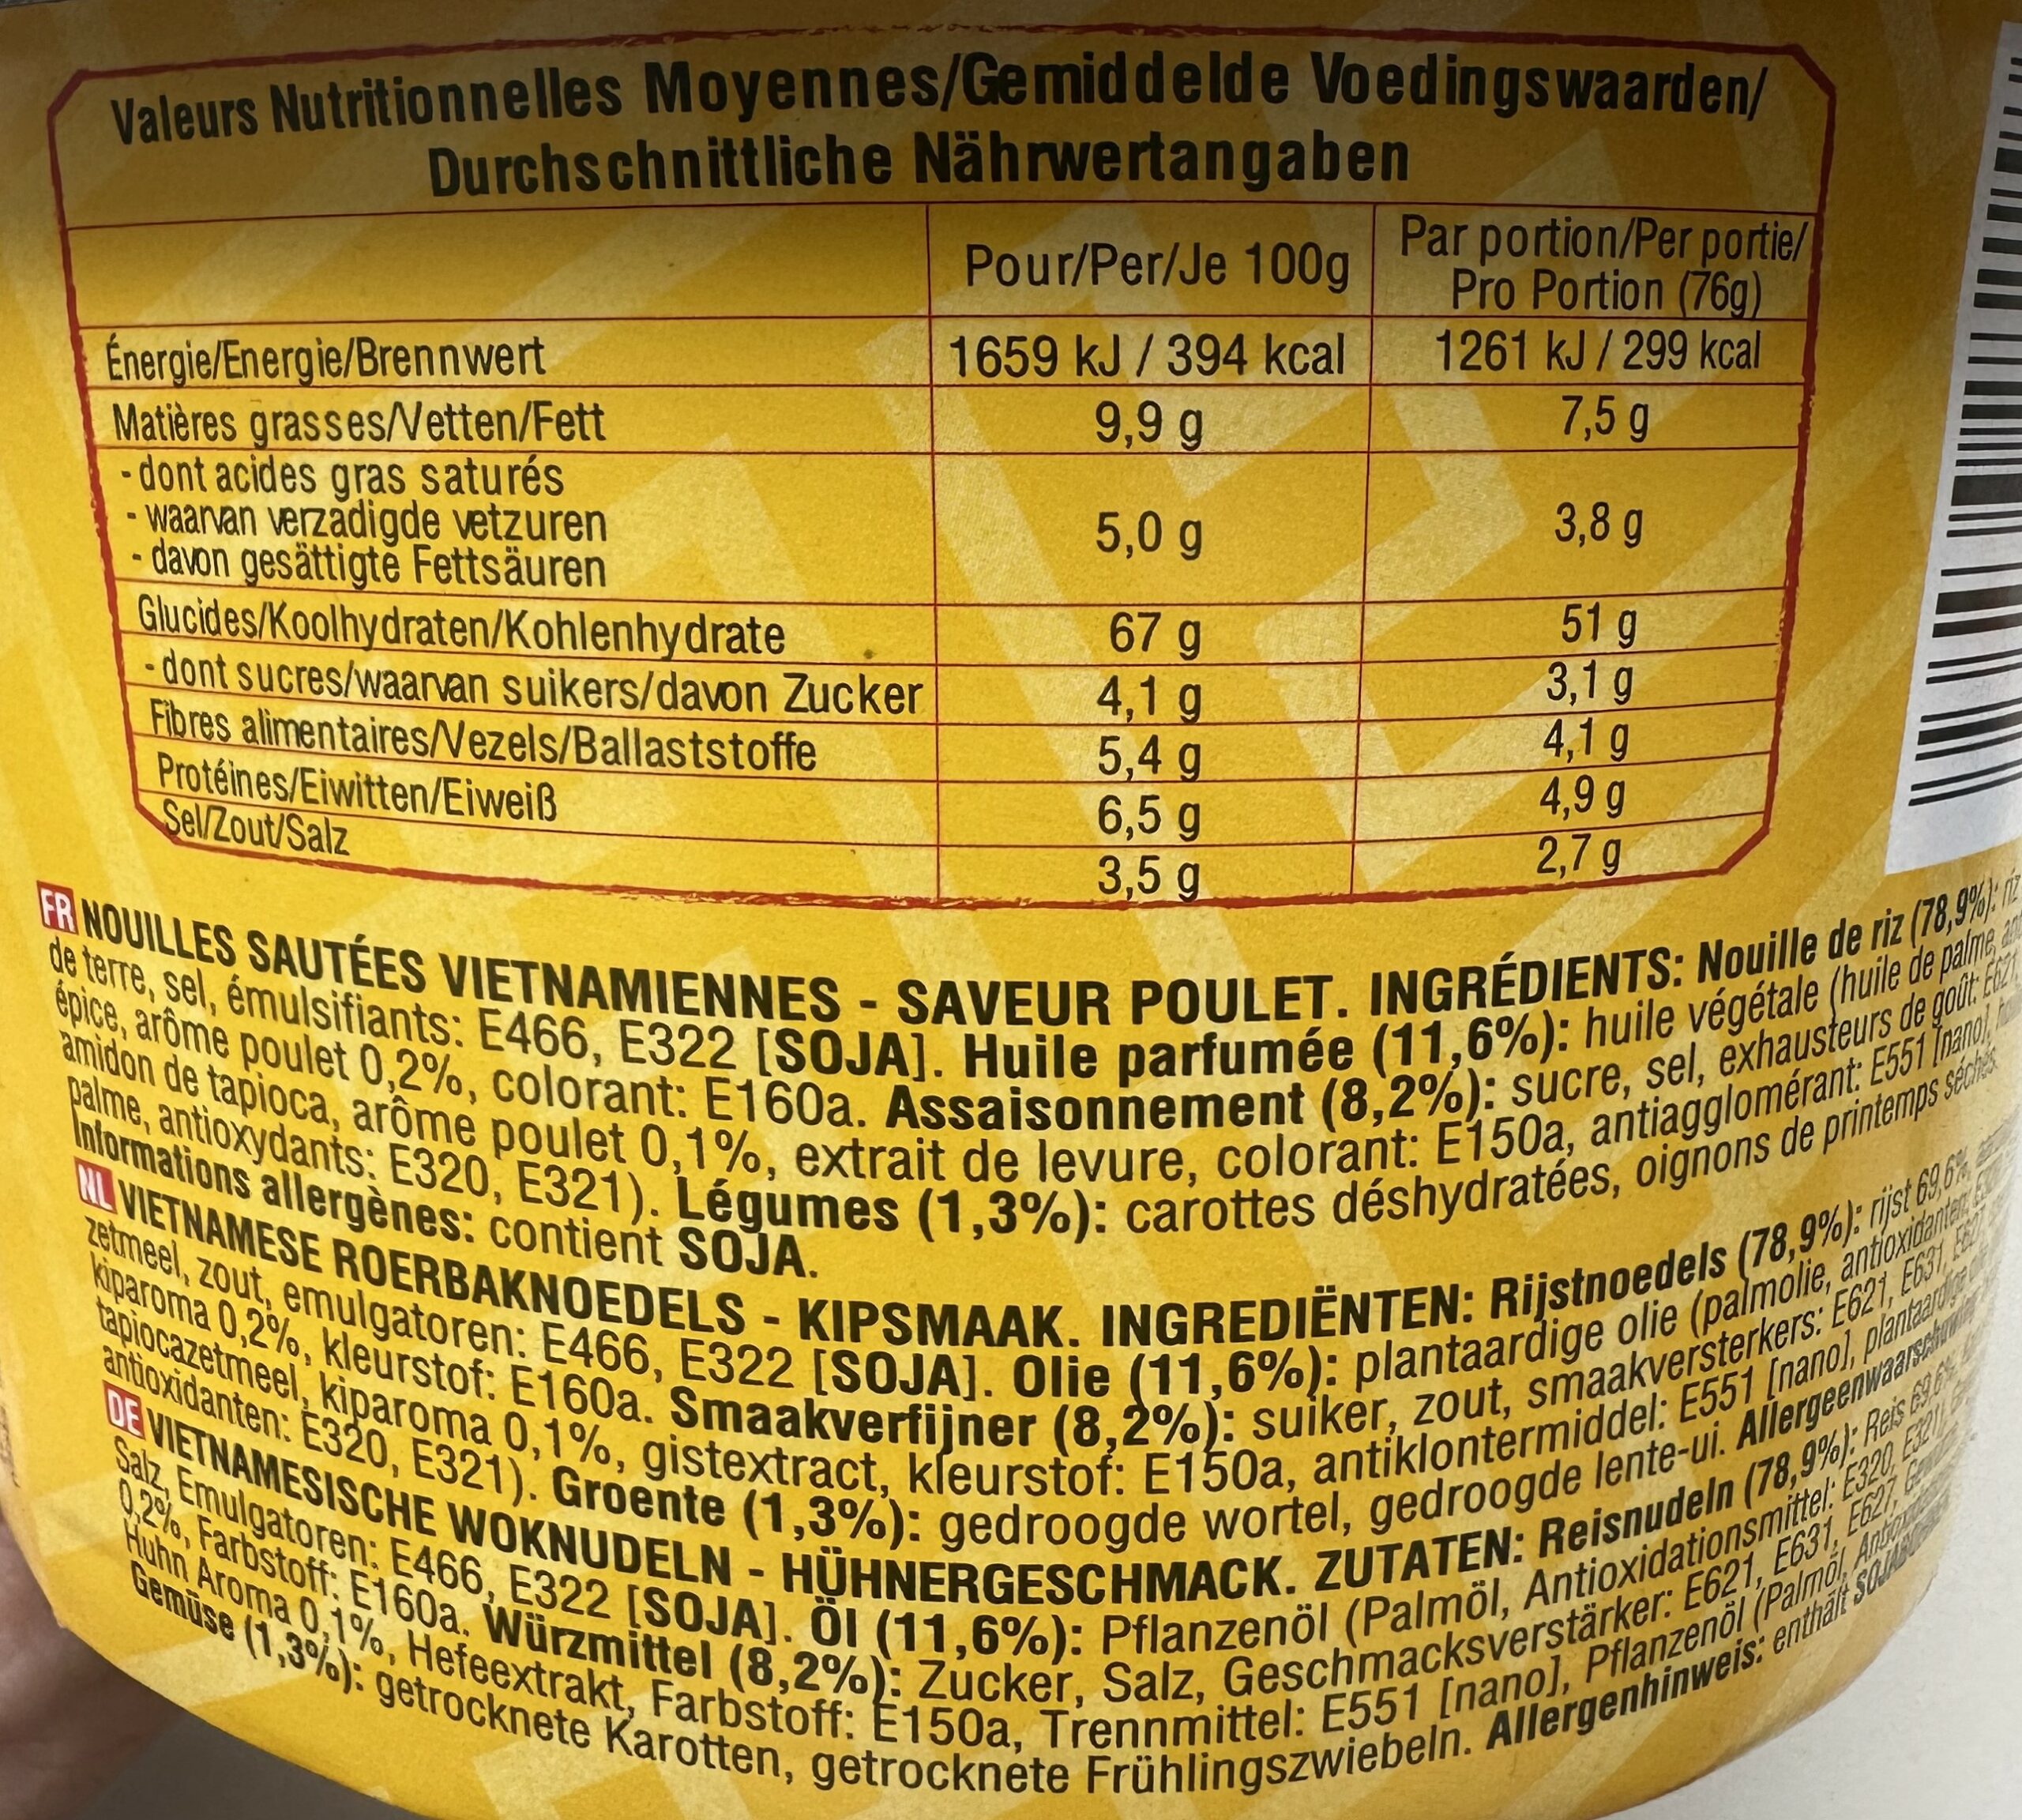 Valeurs Nutritionnelles Moyennes/Gemiddelde Voedingswaarden/
Durchschnittliche Nährwertangaben
Pour/Per/Je 100g
Par portion/Per portie/
Pro Portion (76g)
Énergie/Energie/Brennwert 1659 kJ / 394 kcal 1261 kJ / 299 kcal
Matières grasses/Vetten/Fett 9,9 g 7,5 g
- dont acides gras saturés
- waarvan verzadigde vetzuren 5,0 g 3,8 g
- davon gesättigte Fettsäuren
Glucides/Koolhydraten/Kohlenhydrate 67 g 51 g
- dont sucres/waarvan suikers/davon Zucker 4,1 g 3,1 g
Fibres alimentaires/Vezels/Ballaststoffe 5,4 g 4,1 g
Protéines/Eiwitten/Eiweiß 6,5 g 4,9 g
Sel/Zout/Salz 3,5 g 2,7 g
FR NOUILLES SAUTÉES VIETNAMIENNES - SAVEUR POULET. INGRÉDIENTS: Nouille de riz (78,9%): riz
de terre, sel, émulsifiants: E466, E322 [SOJA]. Huile parfumée (11,6%): huile végétale (huile de palme,
épice, arôme poulet 0,2%, colorant: E160a. Assaisonnement (8,2%): sucre, sel, exhausteurs de goût: E621,
amidon de tapioca, arôme poulet 0,1%, extrait de levure, colorant: E150a, antiagglomérant: E551 [nano],
palme, antioxydants: E320, E321). Légumes (1,3%): carottes déshydratées, oignons de printemps séchés.
Informations allergènes: contient SOJA.
NL VIETNAMESE ROERBAKNOEDELS - KIPSMAAK. INGREDIËNTEN: Rijstnoedels (78,9%): rijst 69,6%,
zetmeel, zout, emulgatoren: E466, E322 [SOJA]. Olie (11,6%): plantaardige olie (palmolie, antioxidanten:
kiparoma 0,2%, kleurstof: E160a. Smaakverfijner (8,2%): suiker, zout, smaakversterkers: E621, E631,
tapiocazetmeel, kiparoma 0,1%, gistextract, kleurstof: E150a, antiklontermiddel: E551 [nano], plantaardige
antioxidanten: E320, E321). Groente (1,3%): gedroogde wortel, gedroogde lente-ui. Allergeenwaarschuwing
DE VIETNAMESISCHE WOKNUDELN - HÜHNERGESCHMACK. ZUTATEN: Reisnudeln (78,9%): Reis 69,6%,
Salz, Emulgatoren: E466, E322 [SOJA]. Öl (11,6%): Pflanzenöl (Palmöl, Antioxidationsmittel: E320, E321),
0,2%, Farbstoff: E160a. Würzmittel (8,2%): Zucker, Salz, Geschmacksverstärker: E621, E631, E627,
Huhn Aroma 0,1%, Hefeextrakt, Farbstoff: E150a, Trennmittel: E551 [nano], Pflanzenöl (Palmöl,
Gemüse (1,3%): getrocknete Karotten, getrocknete Frühlingszwiebeln. Allergenhinweis: enthält